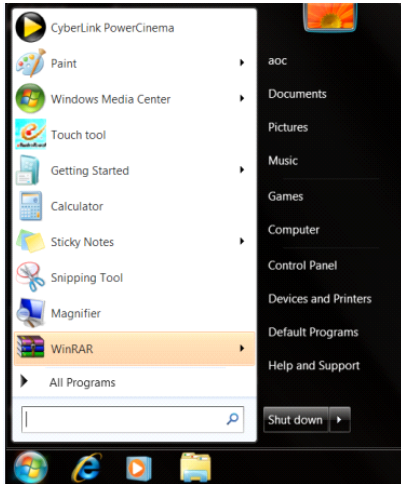 CyberLink PowerCinema
Paint
Windows Media Center
Touch tool
Getting Started
Calculator
Sticky Notes
Snipping Tool
Magnifier
WinRAR
All Programs
aoc
Documents
Pictures
Music
Games
Computer
Control Panel
Devices and Printers
Default Programs
Help and Support
Shut down